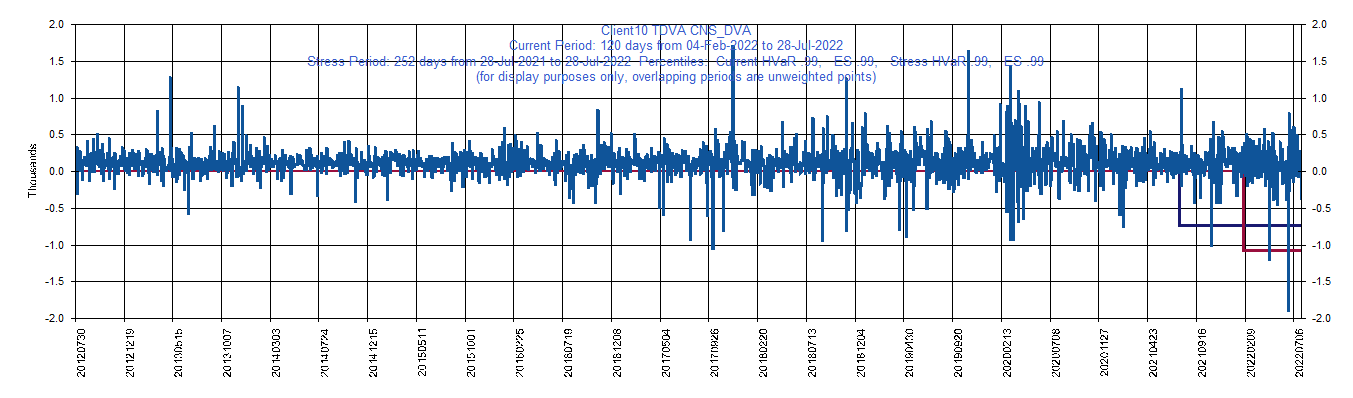 Client10 TDVA CNS_DVA
Current Period: 120 days from 04-Feb-2022 to 28-Jul-2022
Stress Period: 252 days from 28-Jul-2021 to 28-Jul-2022 Percentiles: Current HVaR .99, ES .99, Stress HVaR .99, ES .99
(for display purposes only, overlapping periods are unweighted points)
2.0 2.0
1.5 1.5
1.0 1.0
0.5 0.5
0.0 0.0
-0.5 -0.5
-1.0 -1.0
-1.5 -1.5
-2.0 -2.0
Thousands
20120730 20121219 20130515 20131007 20140303 20140724 20141215 20150511 20151001 20160225 20160719 20161208 20170504 20170926 20180220 20180713 20181204 20190430 20190920 20200213 20200708 20201127 20210423 20210916 20220209 20220706